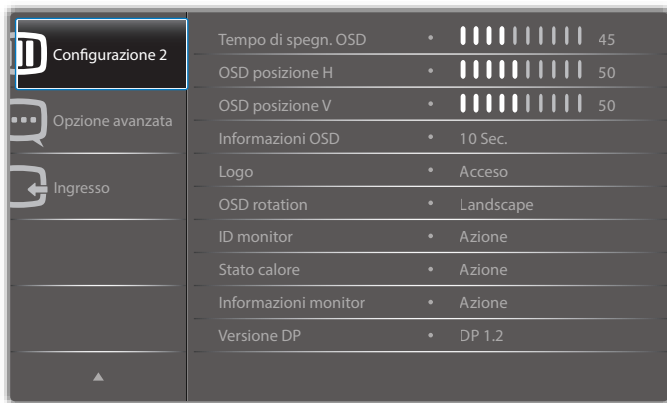 Configurazione 2
Opzione avanzata
Ingresso
Tempo di spegn. OSD • 45
OSD posizione H • 50
OSD posizione V • 50
Informazioni OSD • 10 Sec.
Logo • Acceso
OSD rotation • Landscape
ID monitor • Azione
Stato calore • Azione
Informazioni monitor • Azione
Versione DP • DP 1.2